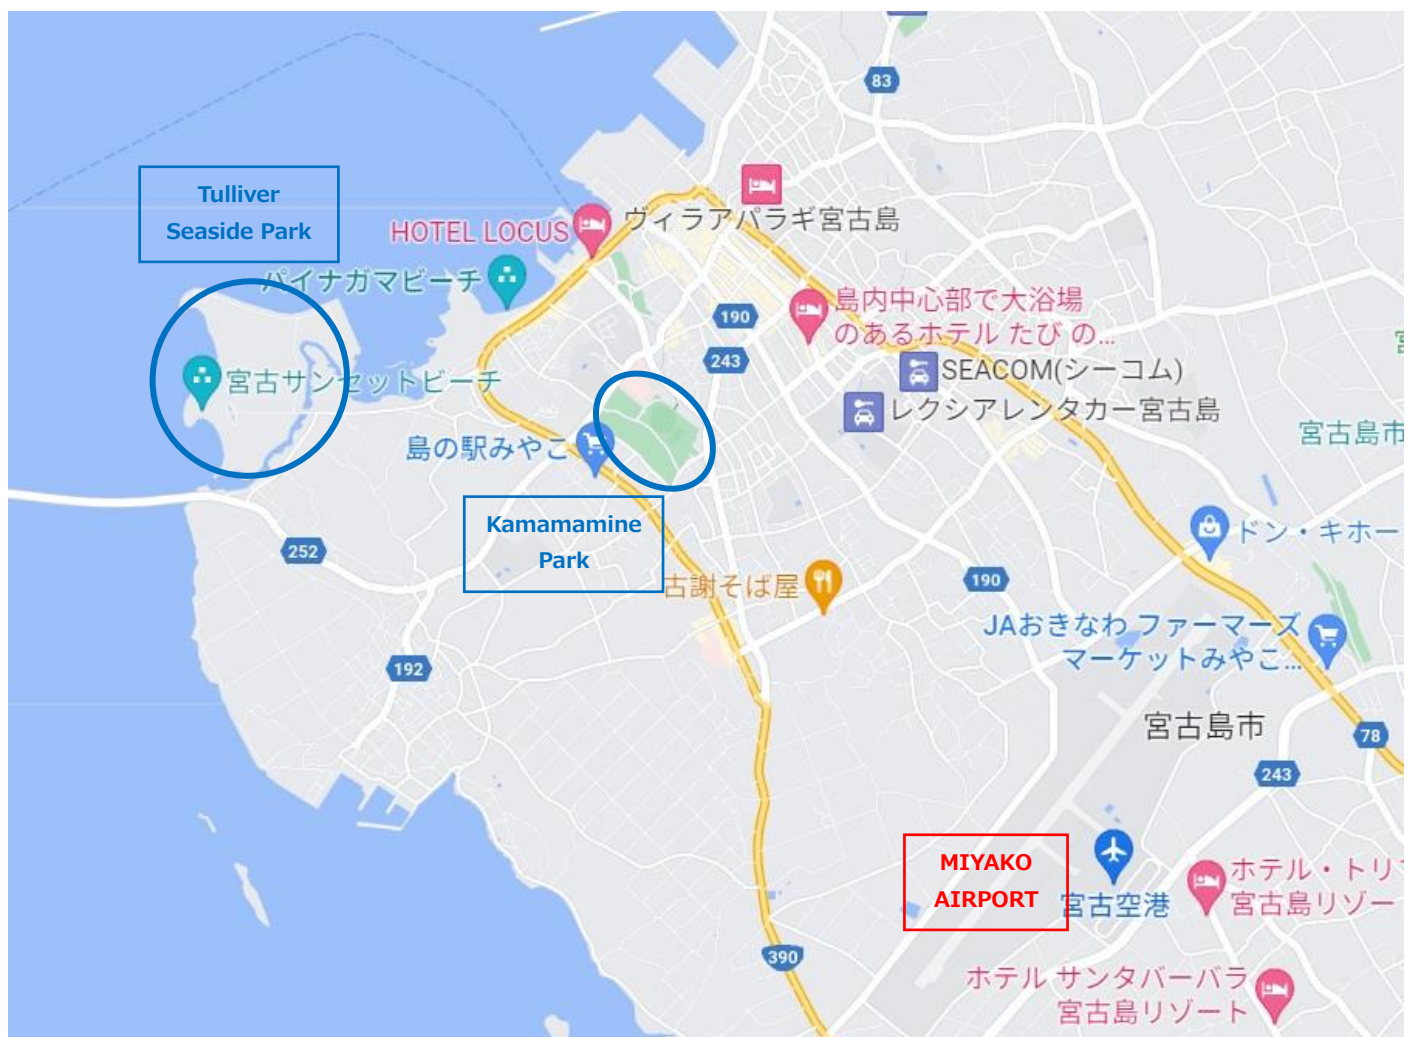 83
Tulliver
Seaside Park
ヴィラアパラギ宮古島
HOTEL LOCUS
パイナガマビーチ
島内中心部で大浴場
のあるホテル たび の...
190
243
宮古サンセットビーチ
SEACOM(シーコム)
レクシアレンタカー宮古島
宮古島市
島の駅みやこ
Kamamamine
Park
ドン・キホー
252
古謝そば屋
190
JAおきなわ ファーマーズ
マーケットみやこ...
192
宮古島市
78
243
MIYAKO
AIRPORT
宮古空港
ホテル・トリフ
宮古島リゾー
390
ホテル サンタバーバラ
宮古島リゾート